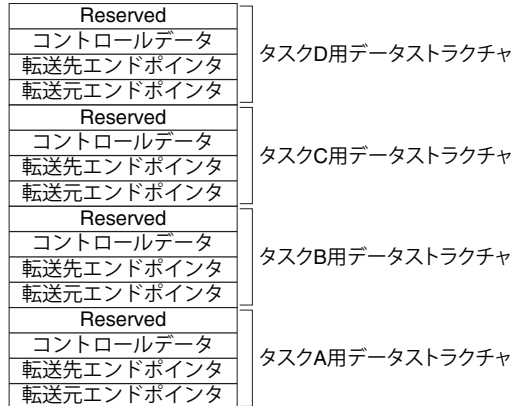 Reserved
コントロールデータ
転送先エンドポインタ
転送元エンドポインタ
タスクD用データストラクチャ
Reserved
コントロールデータ
転送先エンドポインタ
転送元エンドポインタ
タスクC用データストラクチャ
Reserved
コントロールデータ
転送先エンドポインタ
転送元エンドポインタ
タスクB用データストラクチャ
Reserved
コントロールデータ
転送先エンドポインタ
転送元エンドポインタ
タスクA用データストラクチャ